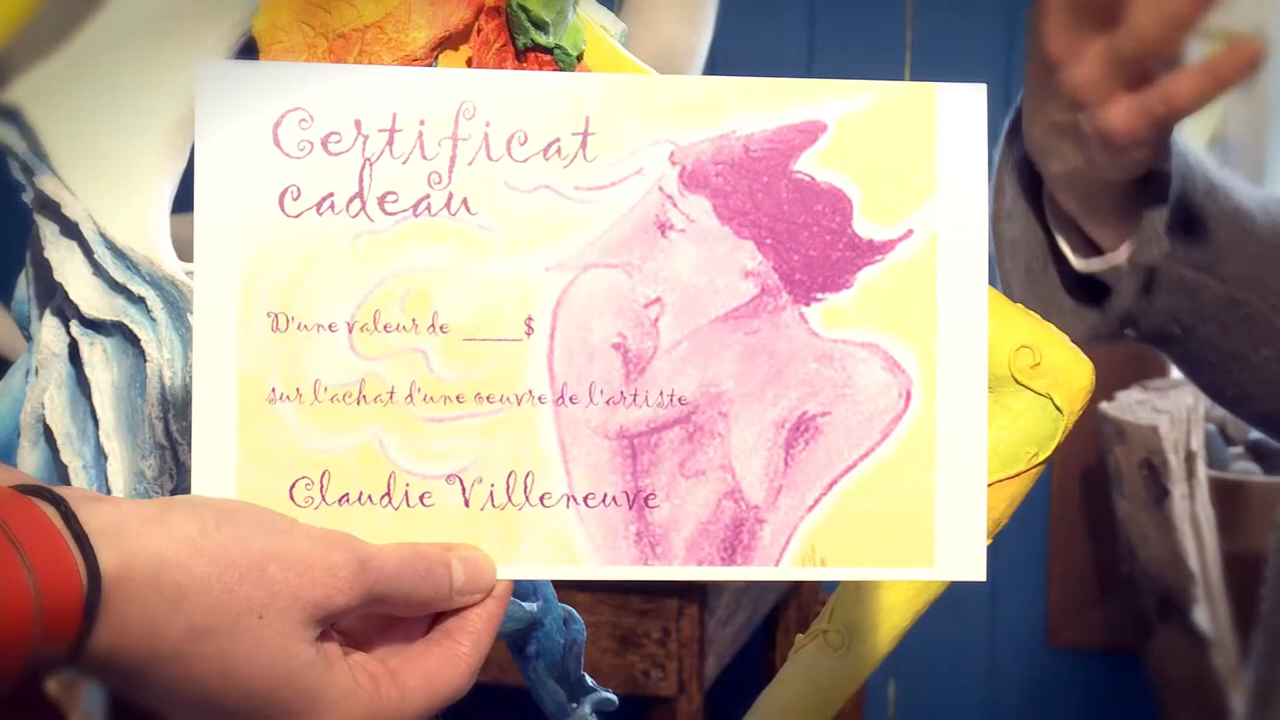 Certificat
cadeau
D'une valeur de ____$
sur l'achat d'une oeuvre de l'artiste
Claudie Villeneuve